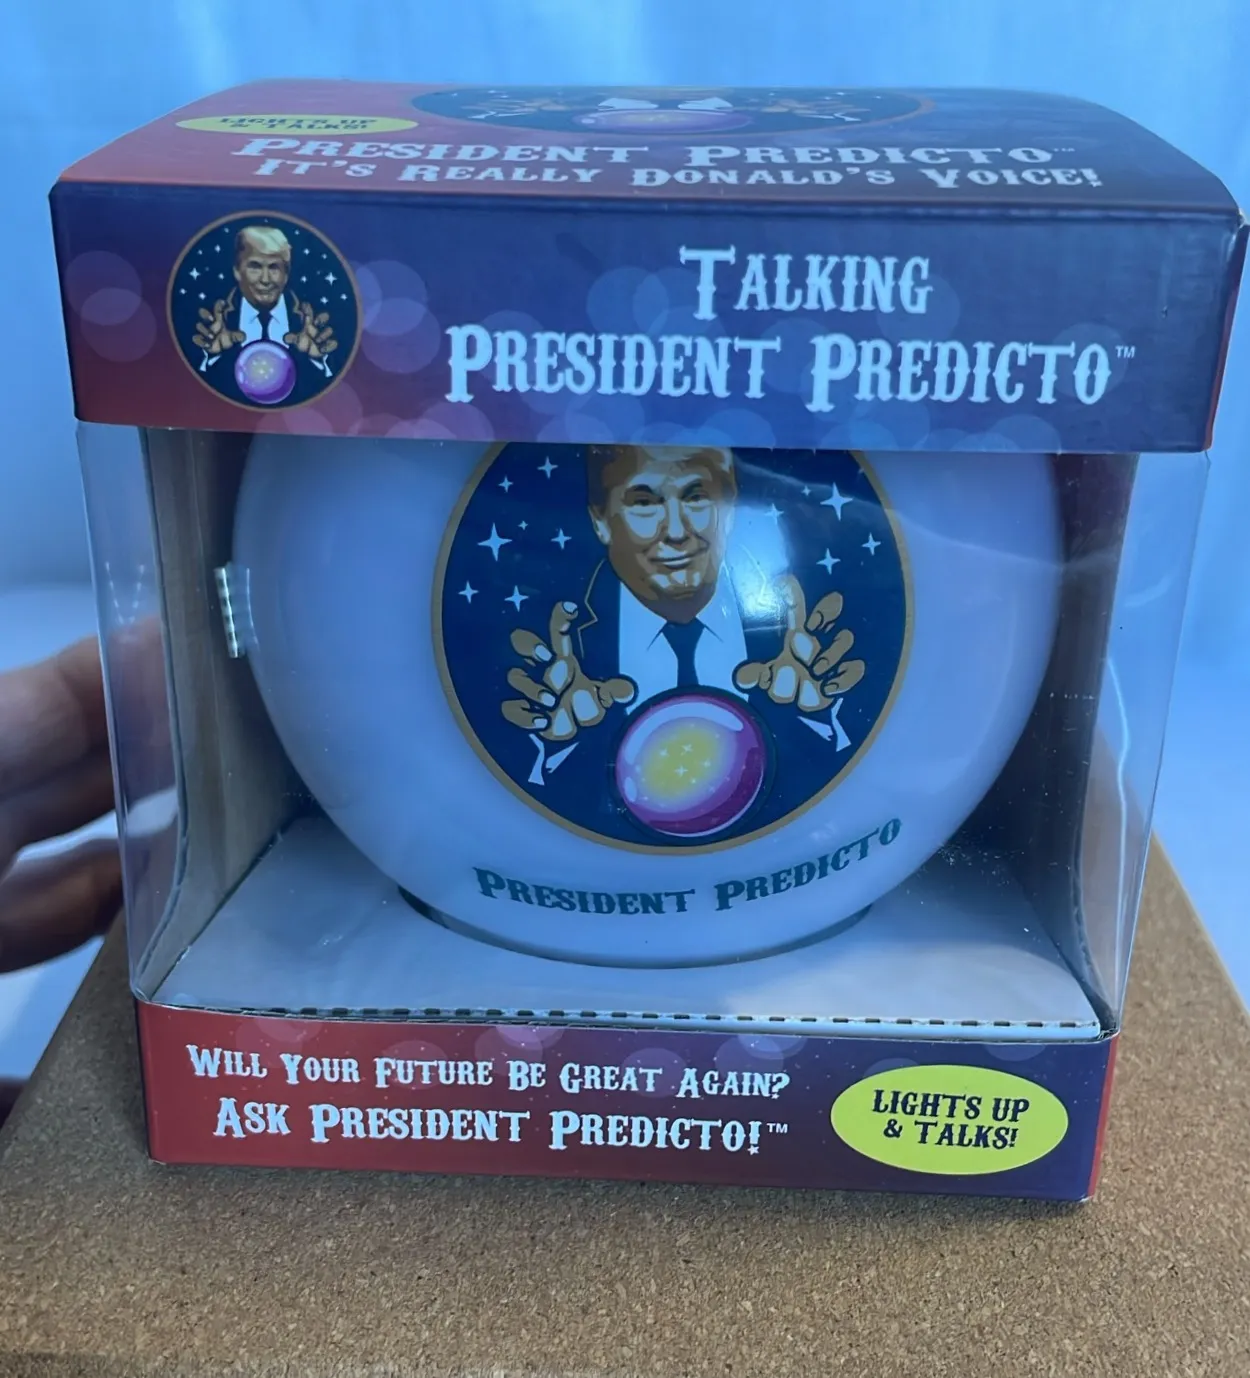 LIGHTS UP
& TALKS!
PRESIDENT PREDICTO™
IT'S REALLY DONALD'S VOICE!
TALKING
PRESIDENT PREDICTO™
PRESIDENT PREDICTO
WILL YOUR FUTURE BE GREAT AGAIN?
ASK PRESIDENT PREDICTO!™
LIGHTS UP
& TALKS!